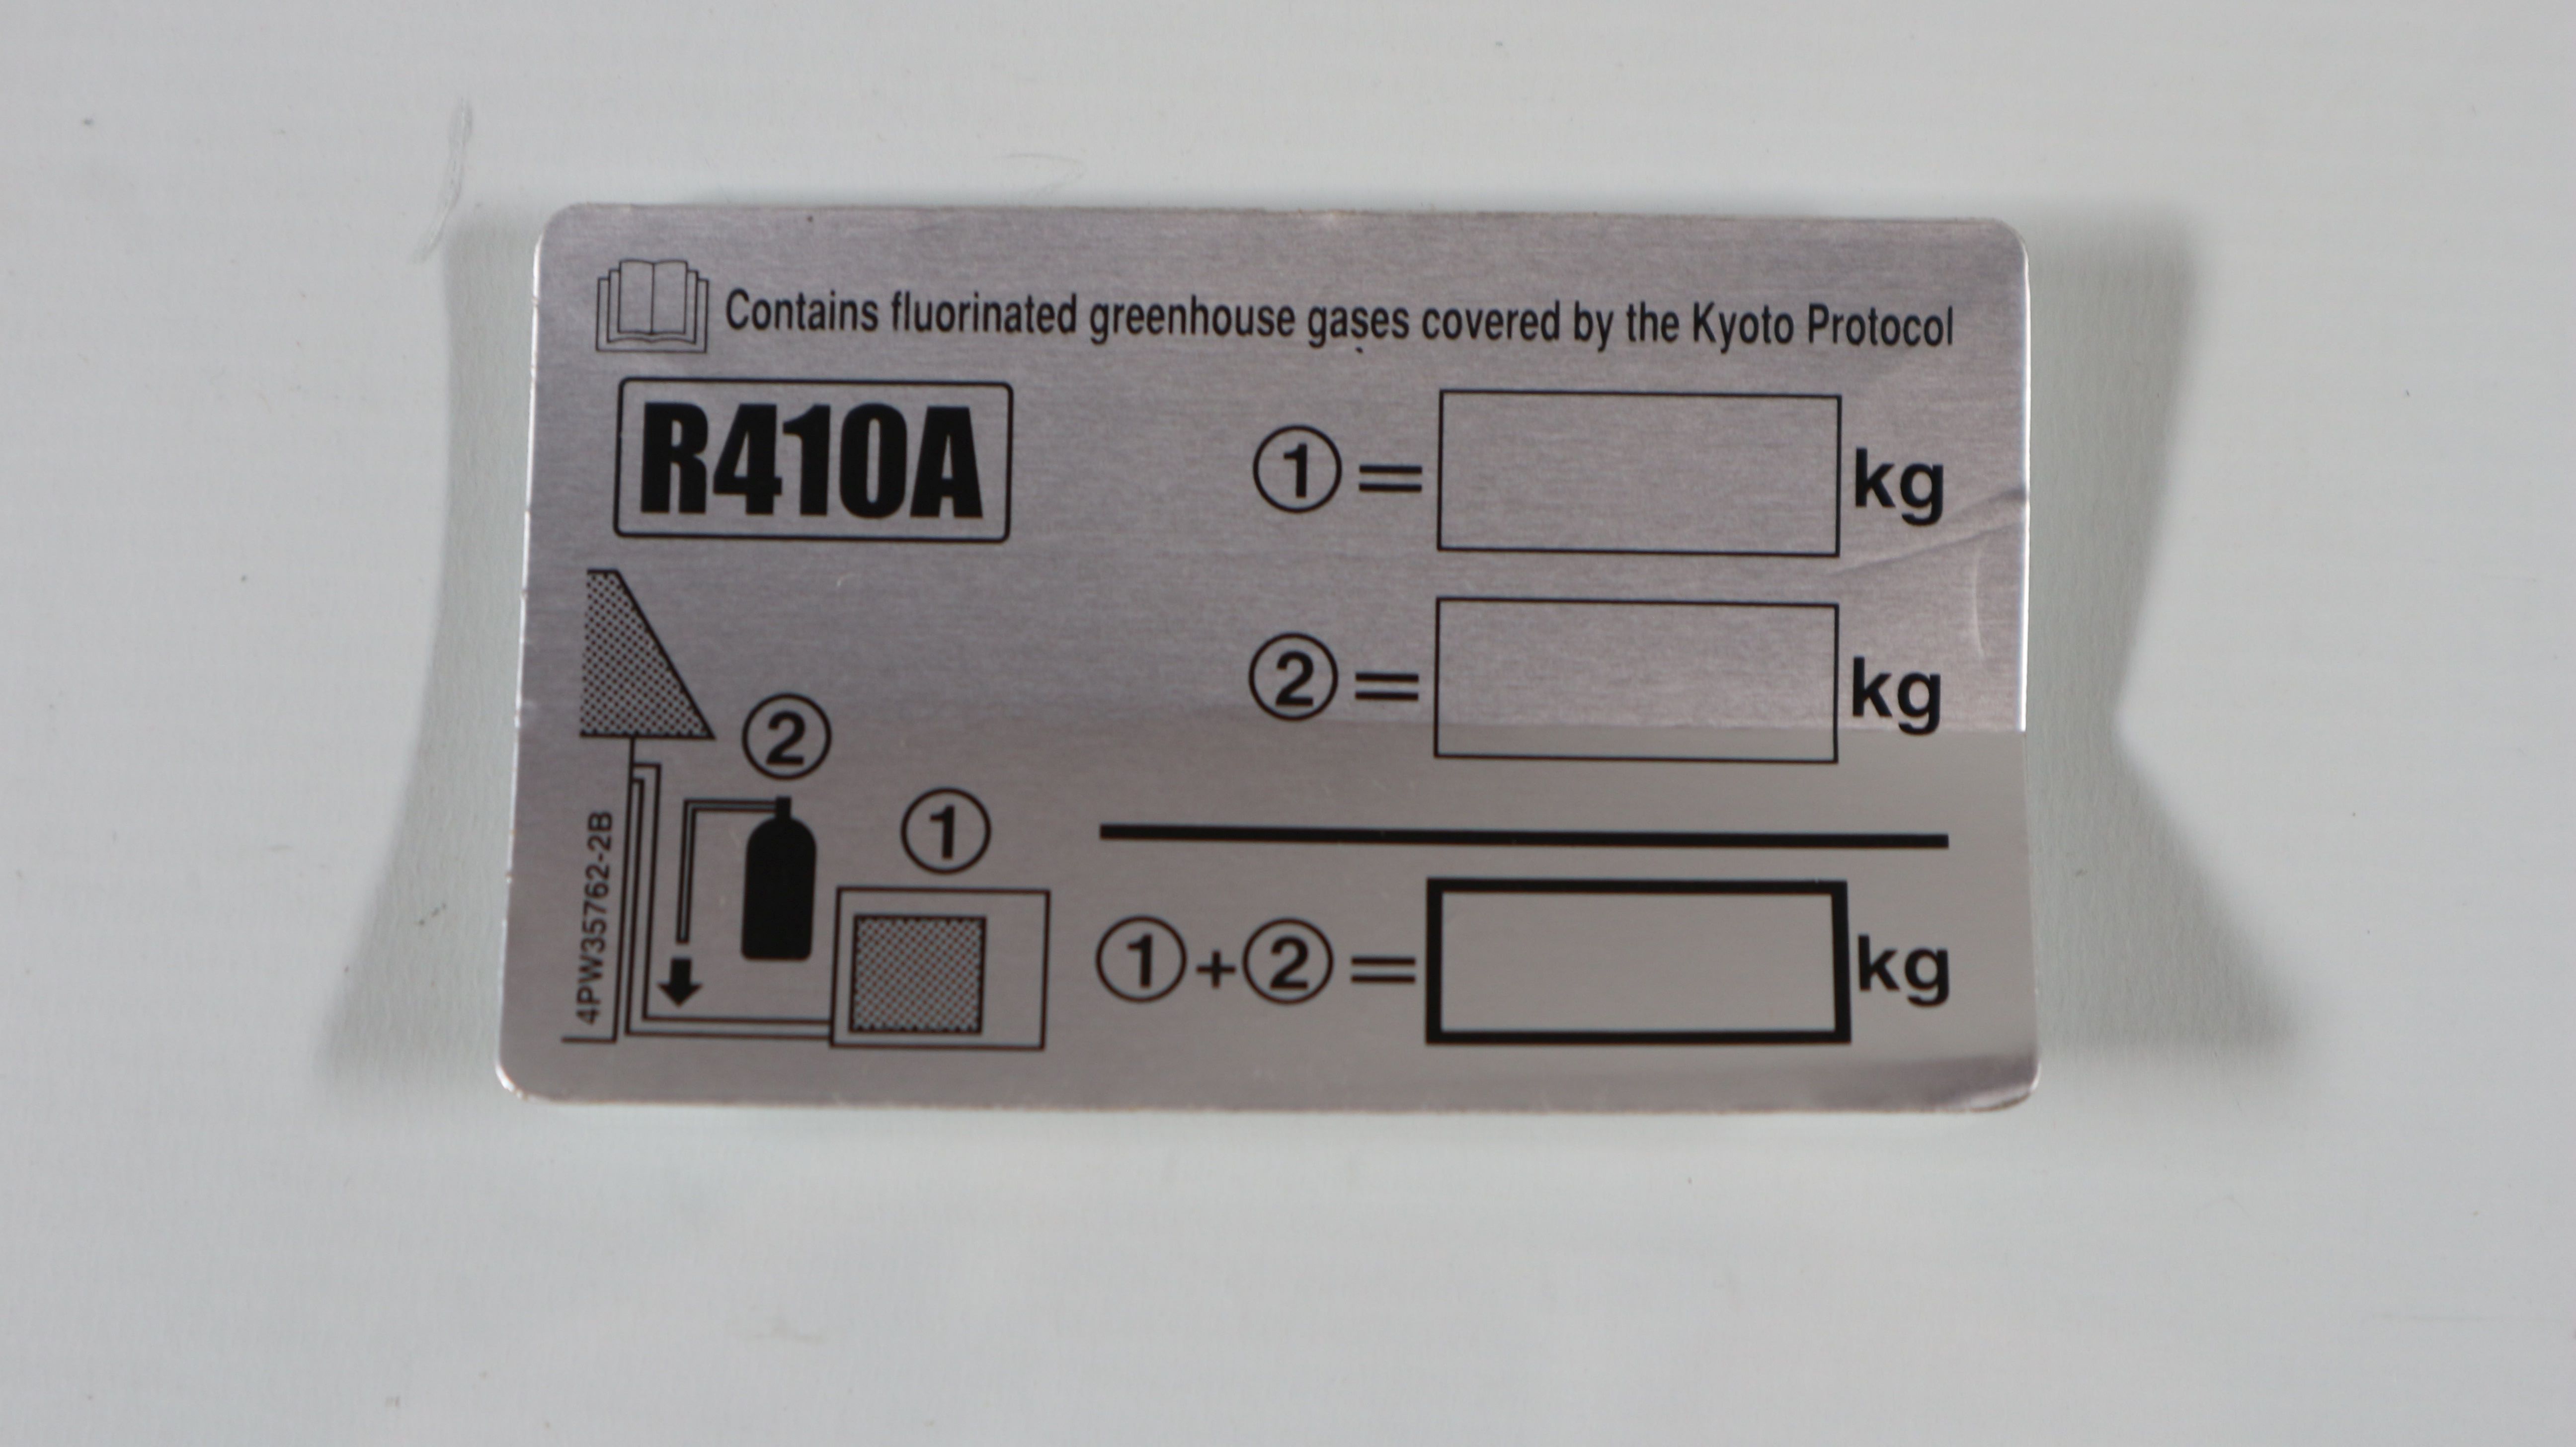 Contains fluorinated greenhouse gases covered by the Kyoto Protocol
R410A
①= kg
②= kg
②
①
①+②= kg
4PW35762-2B